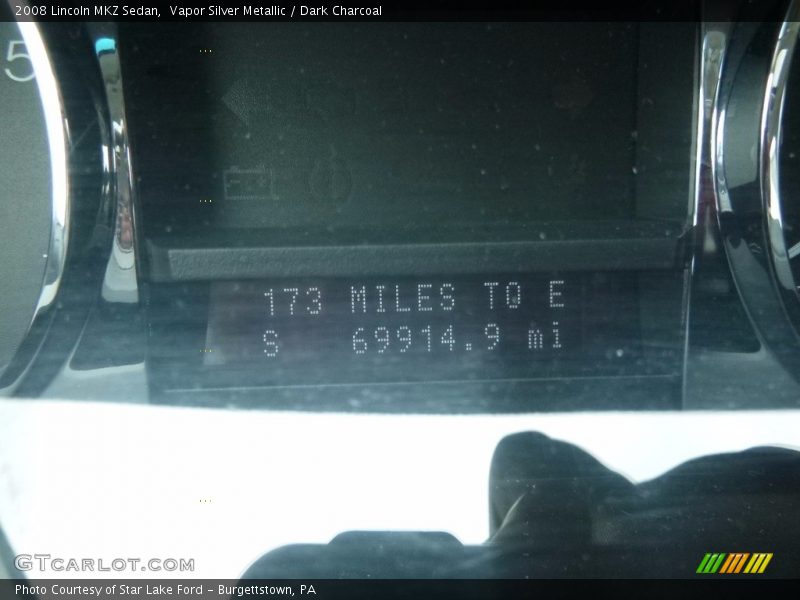 2008 Lincoln MKZ Sedan,  Vapor Silver Metallic / Dark Charcoal
5
173 MILES TO E
S 69914.9 mi
GTcarlot.com
Photo Courtesy of Star Lake Ford - Burgettstown, PA